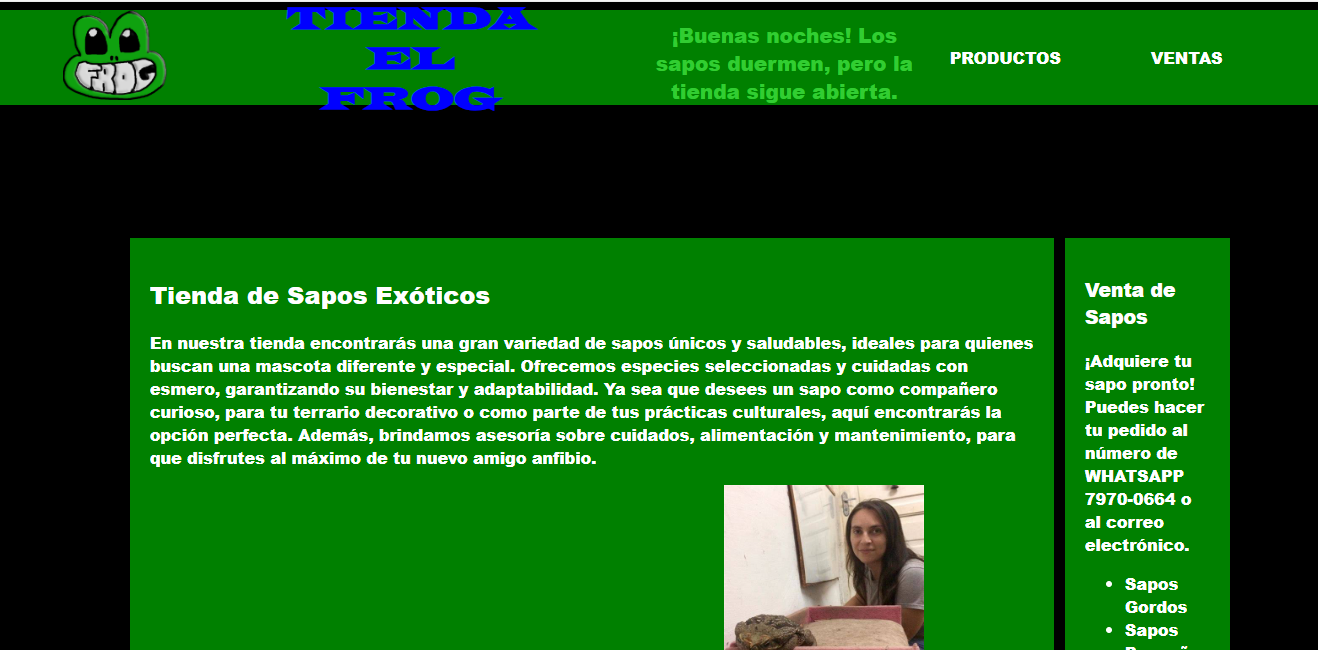 FROG
TIENDA
EL
FROG
¡Buenas noches! Los
sapos duermen, pero la
tienda sigue abierta.
PRODUCTOS
VENTAS
Tienda de Sapos Exóticos
En nuestra tienda encontrarás una gran variedad de sapos únicos y saludables, ideales para quienes
buscan una mascota diferente y especial. Ofrecemos especies seleccionadas y cuidadas con
esmero, garantizando su bienestar y adaptabilidad. Ya sea que desees un sapo como compañero
curioso, para tu terrario decorativo o como parte de tus prácticas culturales, aquí encontrarás la
opción perfecta. Además, brindamos asesoría sobre cuidados, alimentación y mantenimiento, para
que disfrutes al máximo de tu nuevo amigo anfibio.
Venta de
Sapos
¡Adquiere tu
sapo pronto!
Puedes hacer
tu pedido al
número de
WHATSAPP
7970-0664 o
al correo
electrónico.
• Sapos
Gordos
• Sapos